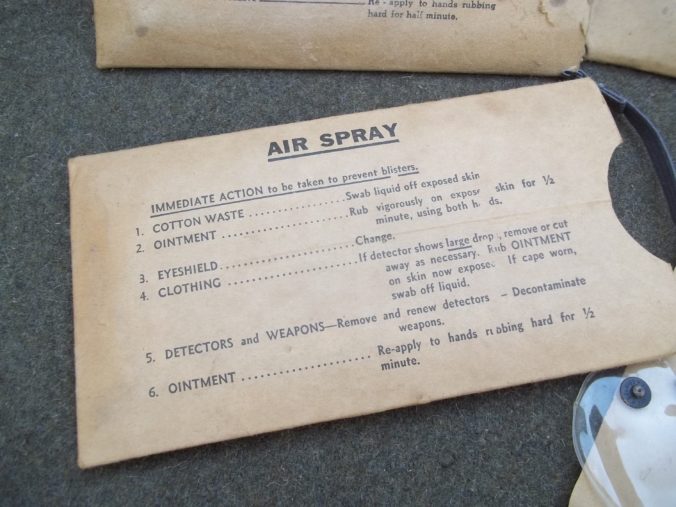 Re - apply to hands rubbing
hard for half minute.
AIR SPRAY
IMMEDIATE ACTION to be taken to prevent blisters.
1. COTTON WASTE ................. Swab liquid off exposed skin
2. OINTMENT ...................... Rub vigorously on expos skin for ½
minute, using both h ds.
3. EYESHIELD ....................... Change.
4. CLOTHING ...................... If detector shows large drop , remove or cut
away as necessary. Rub OINTMENT
on skin now expose If cape worn,
swab off liquid.
5. DETECTORS and WEAPONS—Remove and renew detectors – Decontaminate
weapons.
6. OINTMENT ..................... Re-apply to hands rubbing hard for ½
minute.